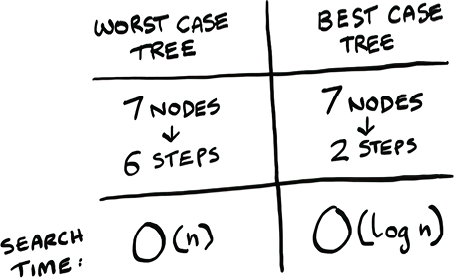 WORST CASE TREE
BEST CASE TREE
7 NODES
↓
6 STEPS
7 NODES
↓
2 STEPS
SEARCH TIME:
O(n)
O(log n)